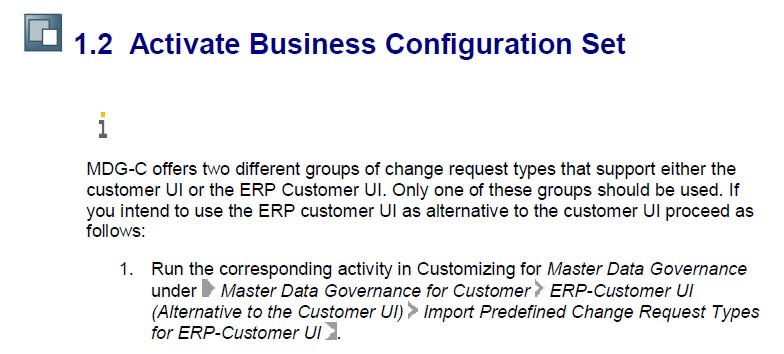 1.2 Activate Business Configuration Set
i
MDG-C offers two different groups of change request types that support either the
customer UI or the ERP Customer UI. Only one of these groups should be used. If
you intend to use the ERP customer UI as alternative to the customer UI proceed as
follows:
1. Run the corresponding activity in Customizing for Master Data Governance
under Master Data Governance for Customer > ERP-Customer UI
(Alternative to the Customer UI) > Import Predefined Change Request Types
for ERP-Customer UI .